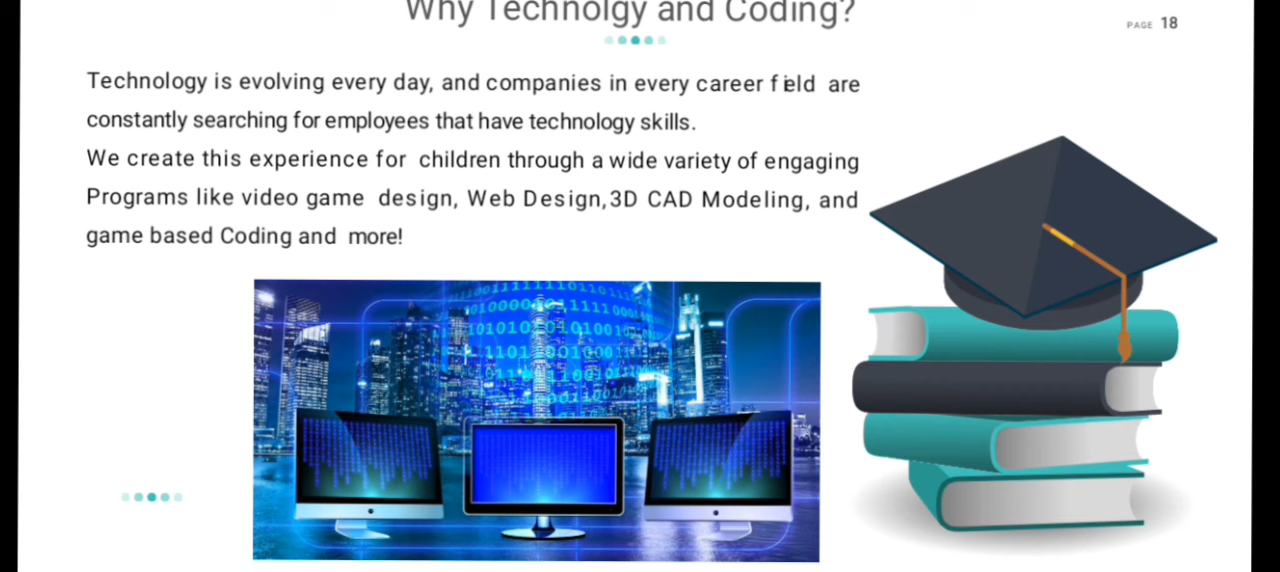 Why Technolgy and Coding?
PAGE 18
Technology is evolving every day, and companies in every career field are
constantly searching for employees that have technology skills.
We create this experience for children through a wide variety of engaging
Programs like video game design, Web Design,3D CAD Modeling, and
game based Coding and more!